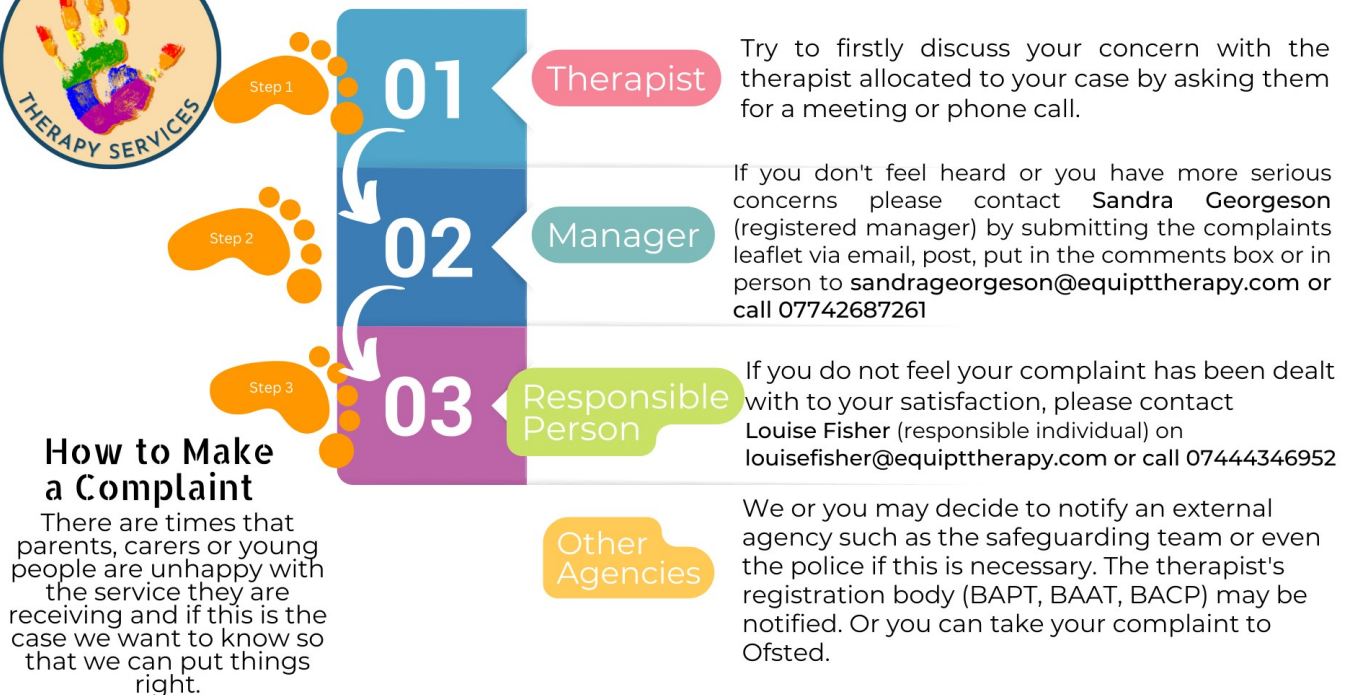 THERAPY SERVICES
Step 1
01
Therapist
Try to firstly discuss your concern with the
therapist allocated to your case by asking them
for a meeting or phone call.
Step 2
02
Manager
If you don't feel heard or you have more serious
concerns please contact Sandra Georgeson
(registered manager) by submitting the complaints
leaflet via email, post, put in the comments box or in
person to sandrageorgeson@equipttherapy.com or
call 07742687261
Step 3
03
Responsible
Person
If you do not feel your complaint has been dealt
with to your satisfaction, please contact
Louise Fisher (responsible individual) on
louisefisher@equipttherapy.com or call 07444346952
How to Make
a Complaint
There are times that
parents, carers or young
people are unhappy with
the service they are
receiving and if this is the
case we want to know so
that we can put things
right.
Other
Agencies
We or you may decide to notify an external
agency such as the safeguarding team or even
the police if this is necessary. The therapist's
registration body (BAPT, BAAT, BACP) may be
notified. Or you can take your complaint to
Ofsted.